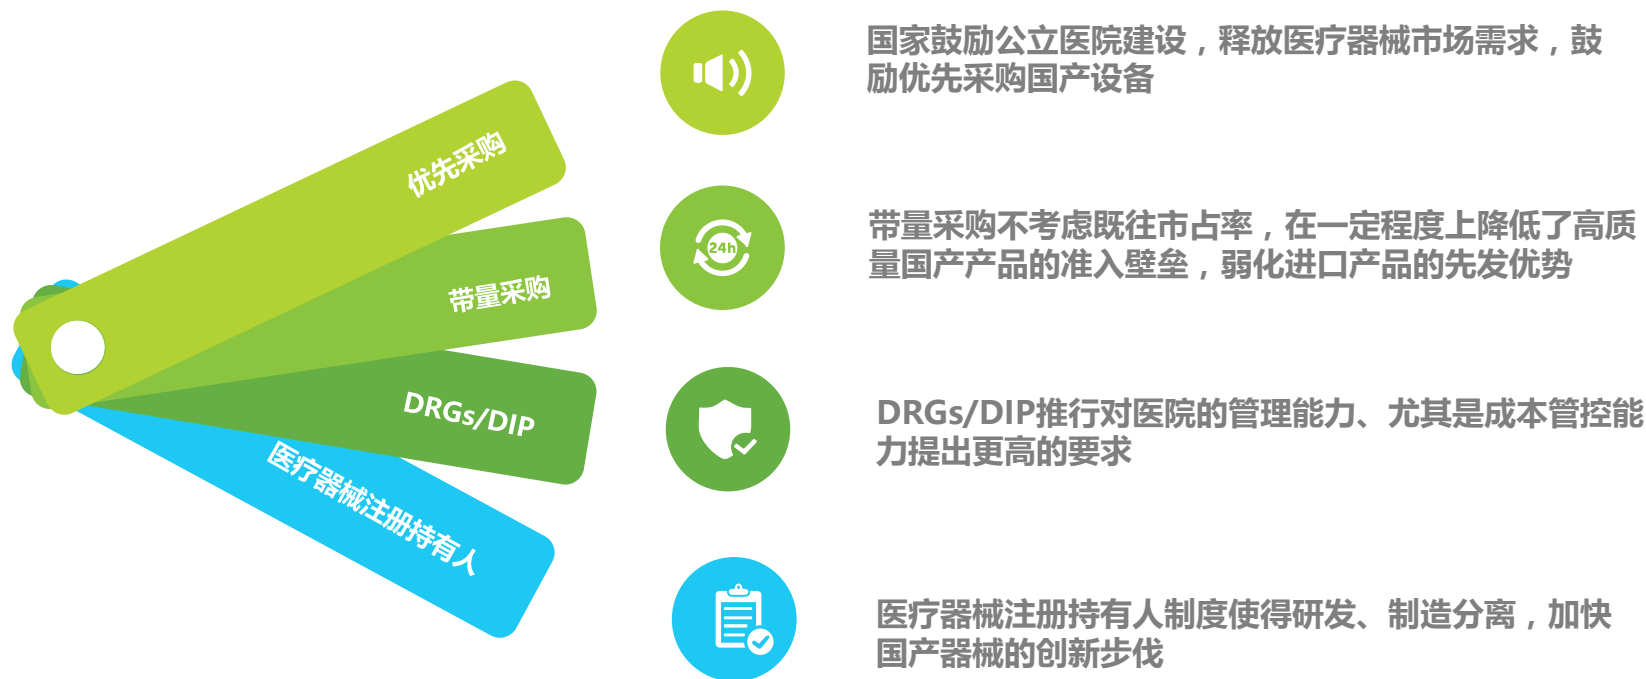 优先采购
带量采购
DRGs/DIP
医疗器械注册持有人
国家鼓励公立医院建设，释放医疗器械市场需求，鼓
励优先采购国产设备
24h
带量采购不考虑既往市占率，在一定程度上降低了高质
量国产产品的准入壁垒，弱化进口产品的先发优势
DRGs/DIP推行对医院的管理能力、尤其是成本管控能
力提出更高的要求
医疗器械注册持有人制度使得研发、制造分离，加快
国产器械的创新步伐